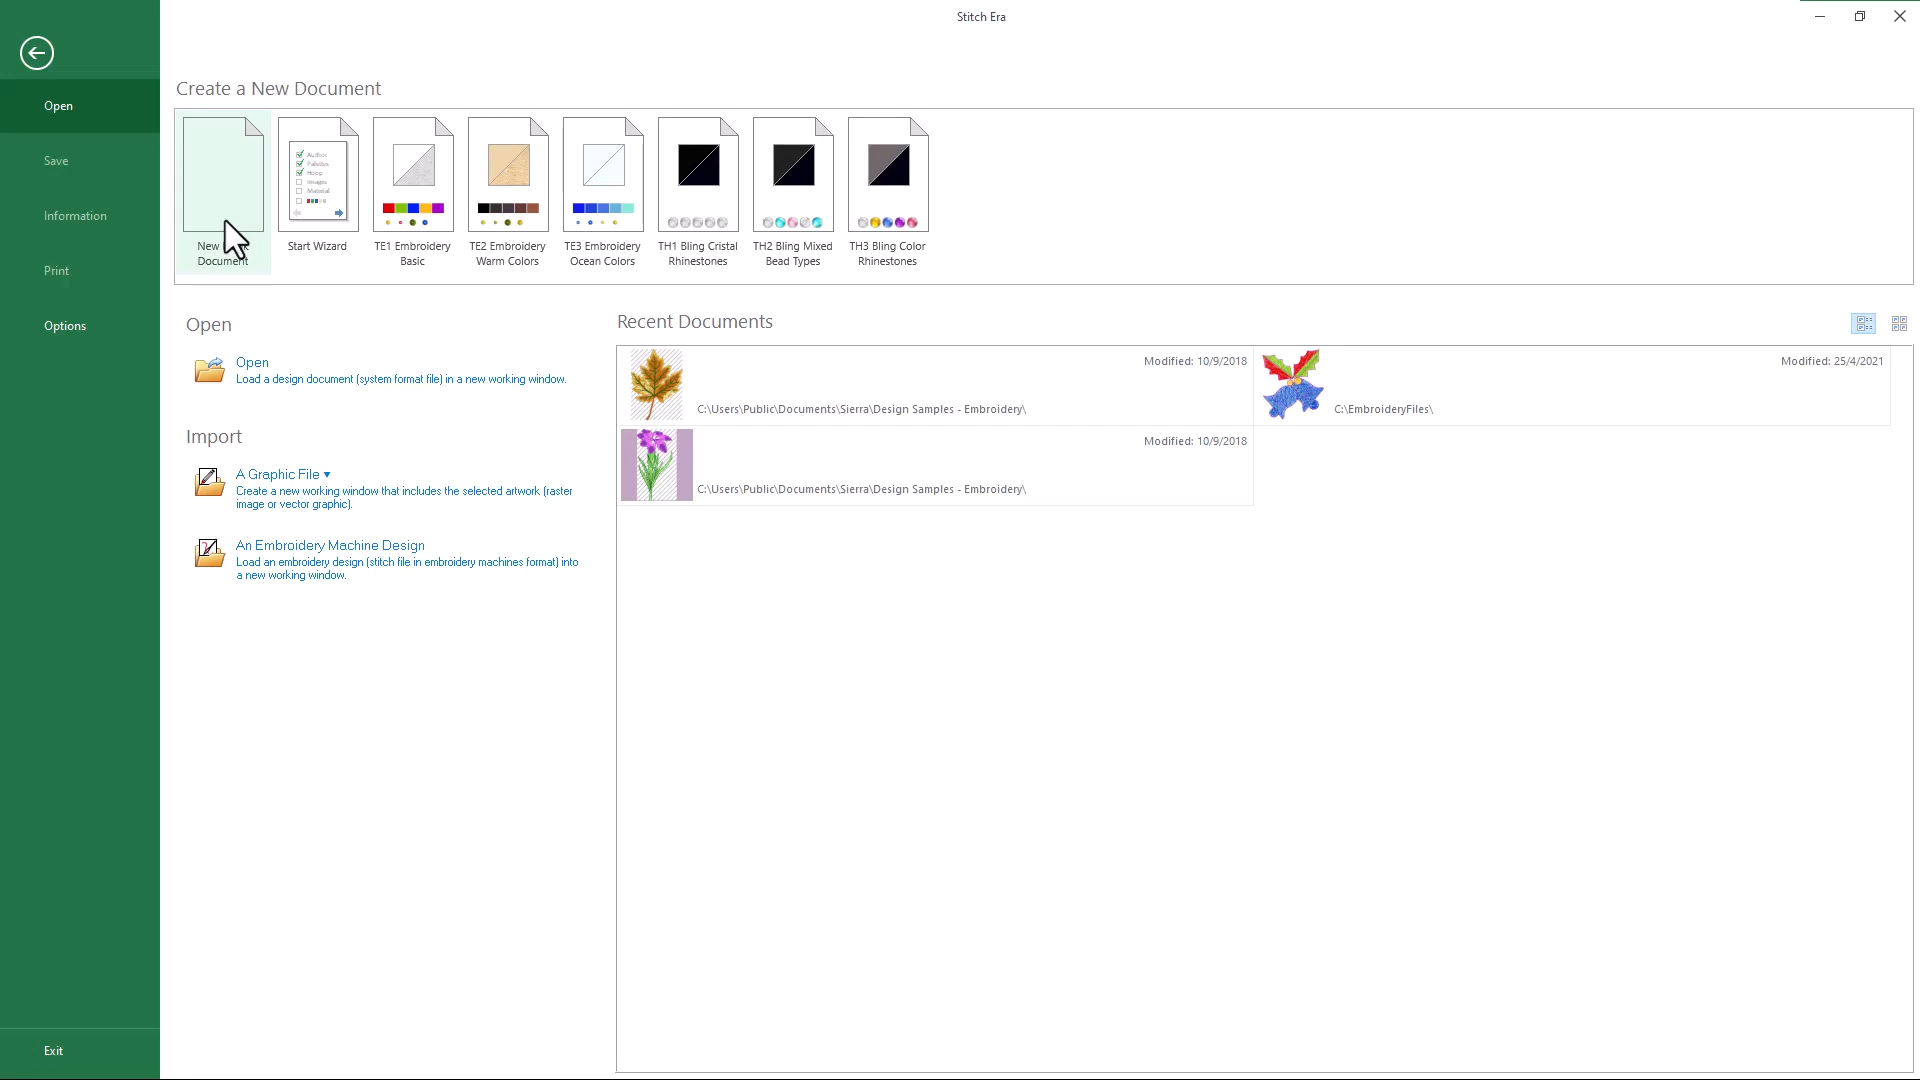 Stitch Era
Open
Save
Information
Print
Options
Exit
Create a New Document
New
Document
Author
Palettes
Hoop
Images
Material
Start Wizard
TE1 Embroidery
Basic
TE2 Embroidery
Warm Colors
TE3 Embroidery
Ocean Colors
TH1 Bling Cristal
Rhinestones
TH2 Bling Mixed
Bead Types
TH3 Bling Color
Rhinestones
Open
Open
Load a design document (system format file) in a new working window.
Import
A Graphic File
Create a new working window that includes the selected artwork (raster
image or vector graphic).
An Embroidery Machine Design
Load an embroidery design (stitch file in embroidery machines format) into
a new working window.
Recent Documents
Modified: 10/9/2018
C:\Users\Public\Documents\Sierra\Design Samples - Embroidery\
Modified: 25/4/2021
C:\EmbroideryFiles\
Modified: 10/9/2018
C:\Users\Public\Documents\Sierra\Design Samples - Embroidery\